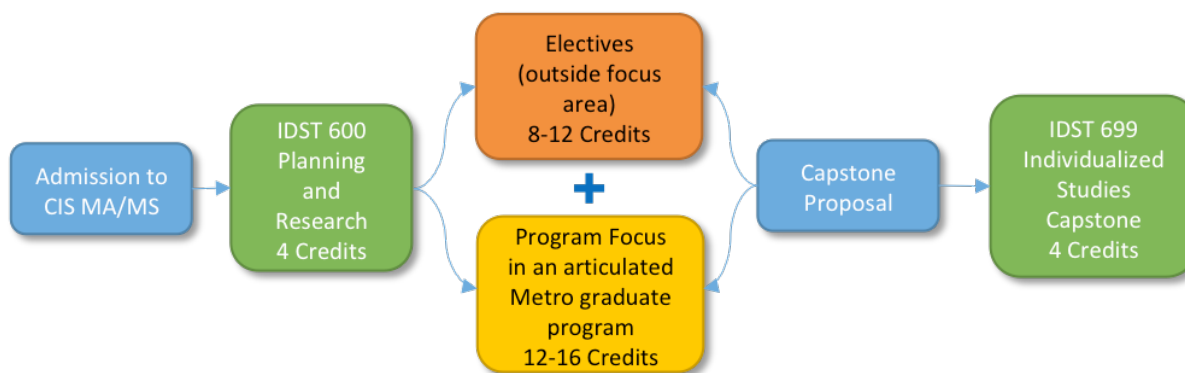 Admission to
CIS MA/MS
IDST 600
Planning
and
Research
4 Credits
Electives
(outside focus
area)
8-12 Credits
+
Program Focus
in an articulated
Metro graduate
program
12-16 Credits
Capstone
Proposal
IDST 699
Individualized
Studies
Capstone
4 Credits